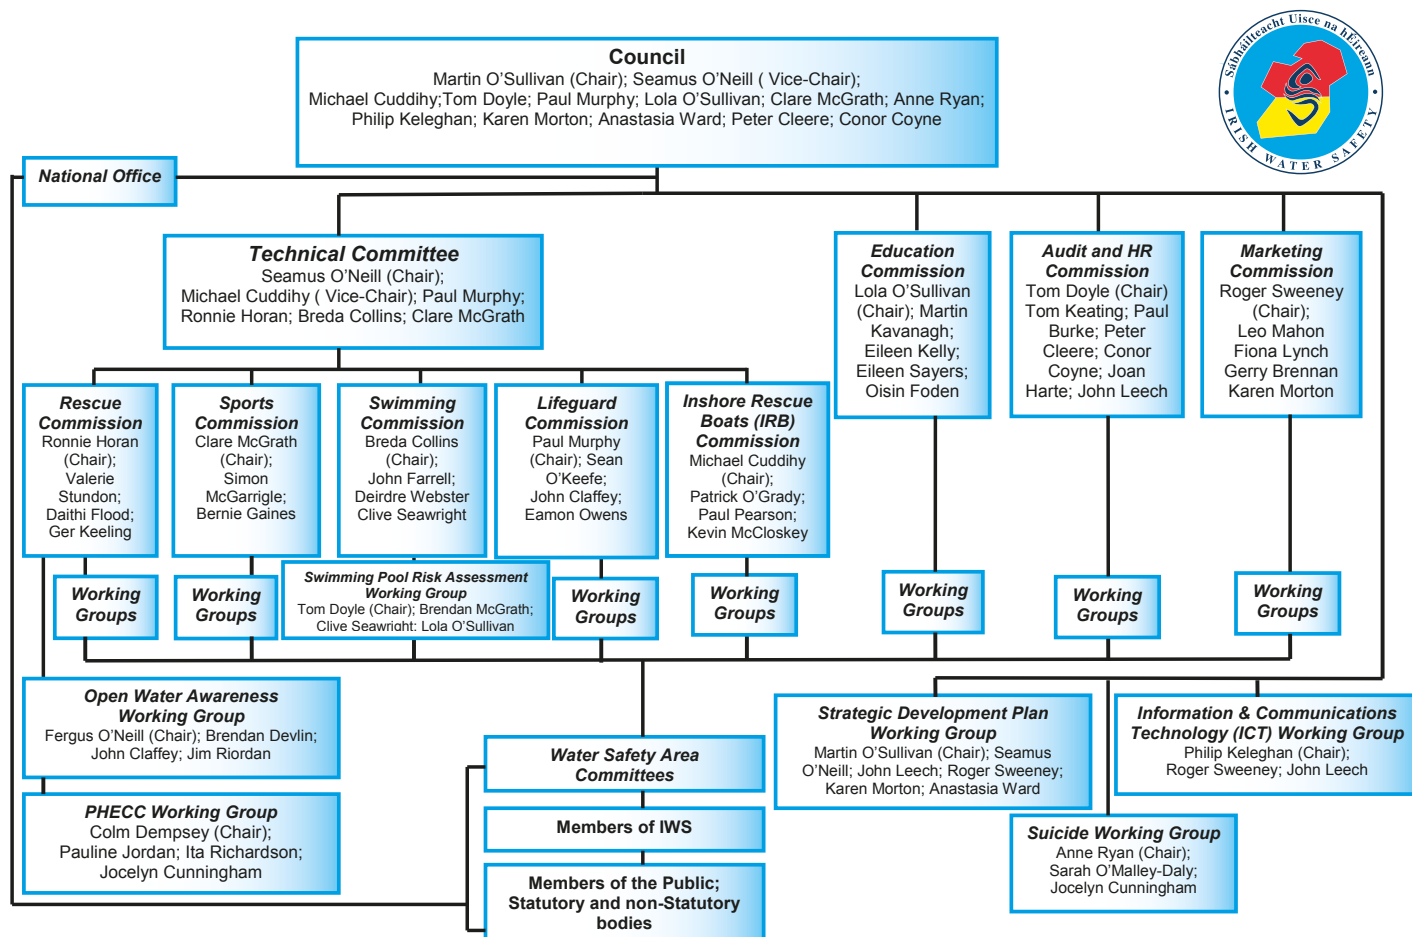 Council
Martin O’Sullivan (Chair); Seamus O’Neill ( Vice-Chair);
Michael Cuddihy;Tom Doyle; Paul Murphy; Lola O’Sullivan; Clare McGrath; Anne Ryan;
Philip Keleghan; Karen Morton; Anastasia Ward; Peter Cleere; Conor Coyne
Sábháilteacht Uisce na hÉireann
• IRISH WATER SAFETY •
National Office
Technical Committee
Seamus O’Neill (Chair);
Michael Cuddihy ( Vice-Chair); Paul Murphy;
Ronnie Horan; Breda Collins; Clare McGrath
Education
Commission
Lola O’Sullivan
(Chair); Martin
Kavanagh;
Eileen Kelly;
Eileen Sayers;
Oisin Foden
Audit and HR
Commission
Tom Doyle (Chair)
Tom Keating; Paul
Burke; Peter
Cleere; Conor
Coyne; Joan
Harte; John Leech
Marketing
Commission
Roger Sweeney
(Chair);
Leo Mahon
Fiona Lynch
Gerry Brennan
Karen Morton
Rescue
Commission
Ronnie Horan
(Chair);
Valerie
Stundon;
Daithi Flood;
Ger Keeling
Sports
Commission
Clare McGrath
(Chair);
Simon
McGarrigle;
Bernie Gaines
Swimming
Commission
Breda Collins
(Chair);
John Farrell;
Deirdre Webster
Clive Seawright
Lifeguard
Commission
Paul Murphy
(Chair); Sean
O’Keefe;
John Claffey;
Eamon Owens
Inshore Rescue
Boats (IRB)
Commission
Michael Cuddihy
(Chair);
Patrick O’Grady;
Paul Pearson;
Kevin McCloskey
Working
Groups
Working
Groups
Swimming Pool Risk Assessment
Working Group
Tom Doyle (Chair); Brendan McGrath;
Clive Seawright: Lola O’Sullivan
Working
Groups
Working
Groups
Working
Groups
Working
Groups
Working
Groups
Open Water Awareness
Working Group
Fergus O’Neill (Chair); Brendan Devlin;
John Claffey; Jim Riordan
PHECC Working Group
Colm Dempsey (Chair);
Pauline Jordan; Ita Richardson;
Jocelyn Cunningham
Water Safety Area
Committees
Members of IWS
Members of the Public;
Statutory and non-Statutory
bodies
Strategic Development Plan
Working Group
Martin O’Sullivan (Chair); Seamus
O’Neill; John Leech; Roger Sweeney;
Karen Morton; Anastasia Ward
Information & Communications
Technology (ICT) Working Group
Philip Keleghan (Chair);
Roger Sweeney; John Leech
Suicide Working Group
Anne Ryan (Chair);
Sarah O’Malley-Daly;
Jocelyn Cunningham